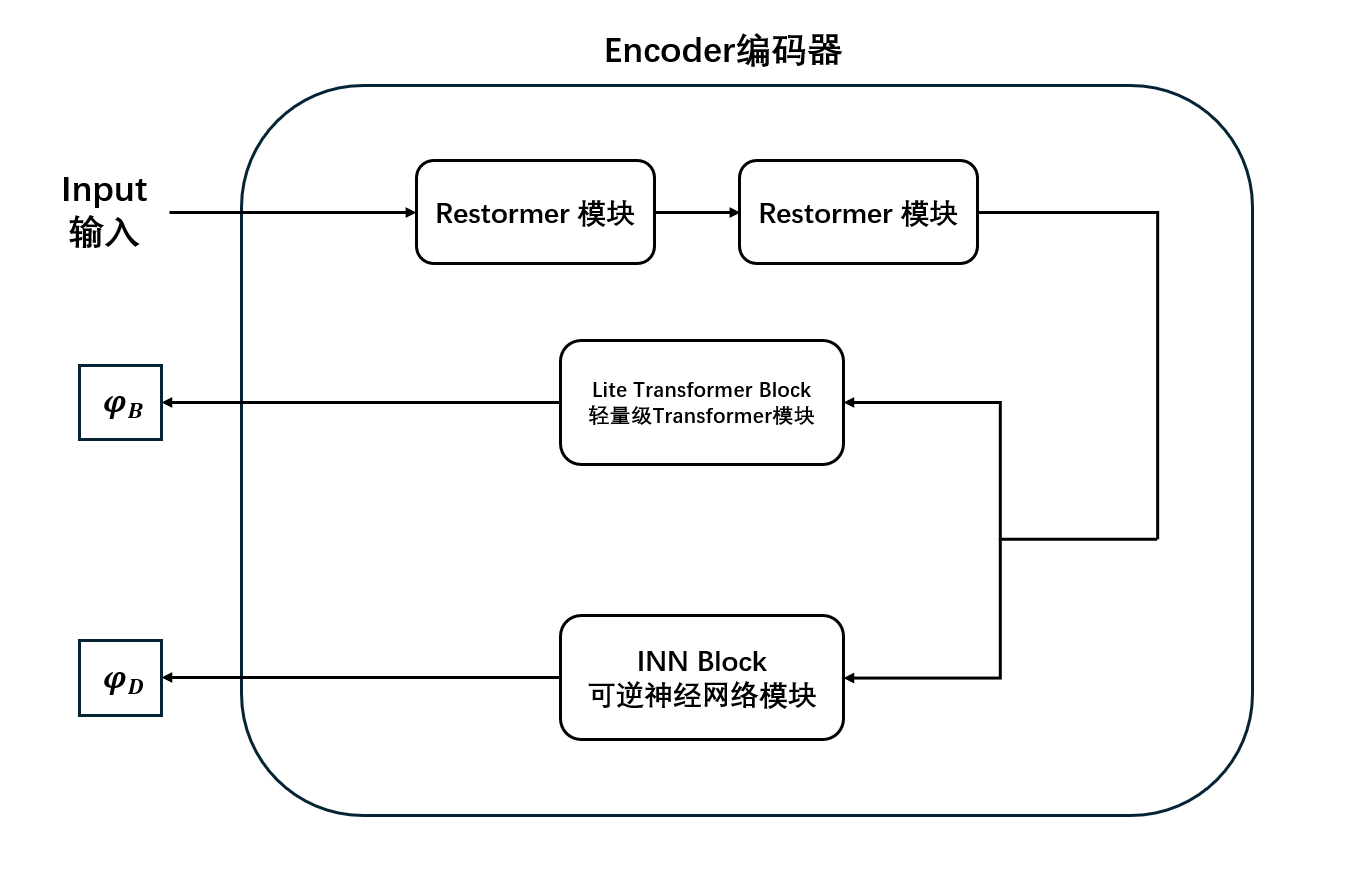 Encoder编码器
Input
输入
Restormer 模块
Restormer 模块
Lite Transformer Block
轻量级Transformer模块
φB
INN Block
可逆神经网络模块
φD